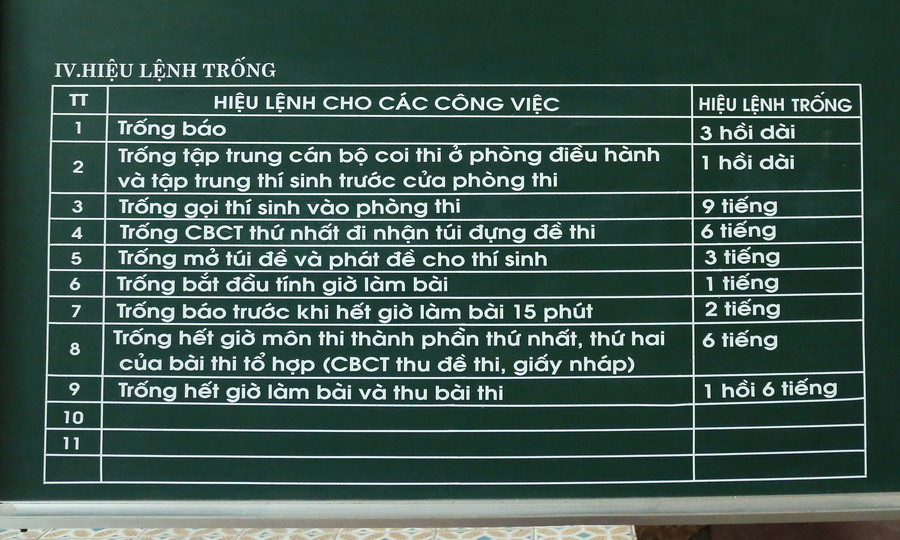 IV.HIỆU LỆNH TRỐNG
TT HIỆU LỆNH CHO CÁC CÔNG VIỆC HIỆU LỆNH TRỐNG
1 Trống báo 3 hồi dài
2 Trống tập trung cán bộ coi thi ở phòng điều hành 1 hồi dài
và tập trung thí sinh trước cửa phòng thi
3 Trống gọi thí sinh vào phòng thi 9 tiếng
4 Trống CBCT thứ nhất đi nhận túi đựng đề thi 6 tiếng
5 Trống mở túi đề và phát đề cho thí sinh 3 tiếng
6 Trống bắt đầu tính giờ làm bài 1 tiếng
7 Trống báo trước khi hết giờ làm bài 15 phút 2 tiếng
8 Trống hết giờ môn thi thành phần thứ nhất, thứ hai 6 tiếng
của bài thi tổ hợp (CBCT thu đề thi, giấy nháp)
9 Trống hết giờ làm bài và thu bài thi 1 hồi 6 tiếng
10
11